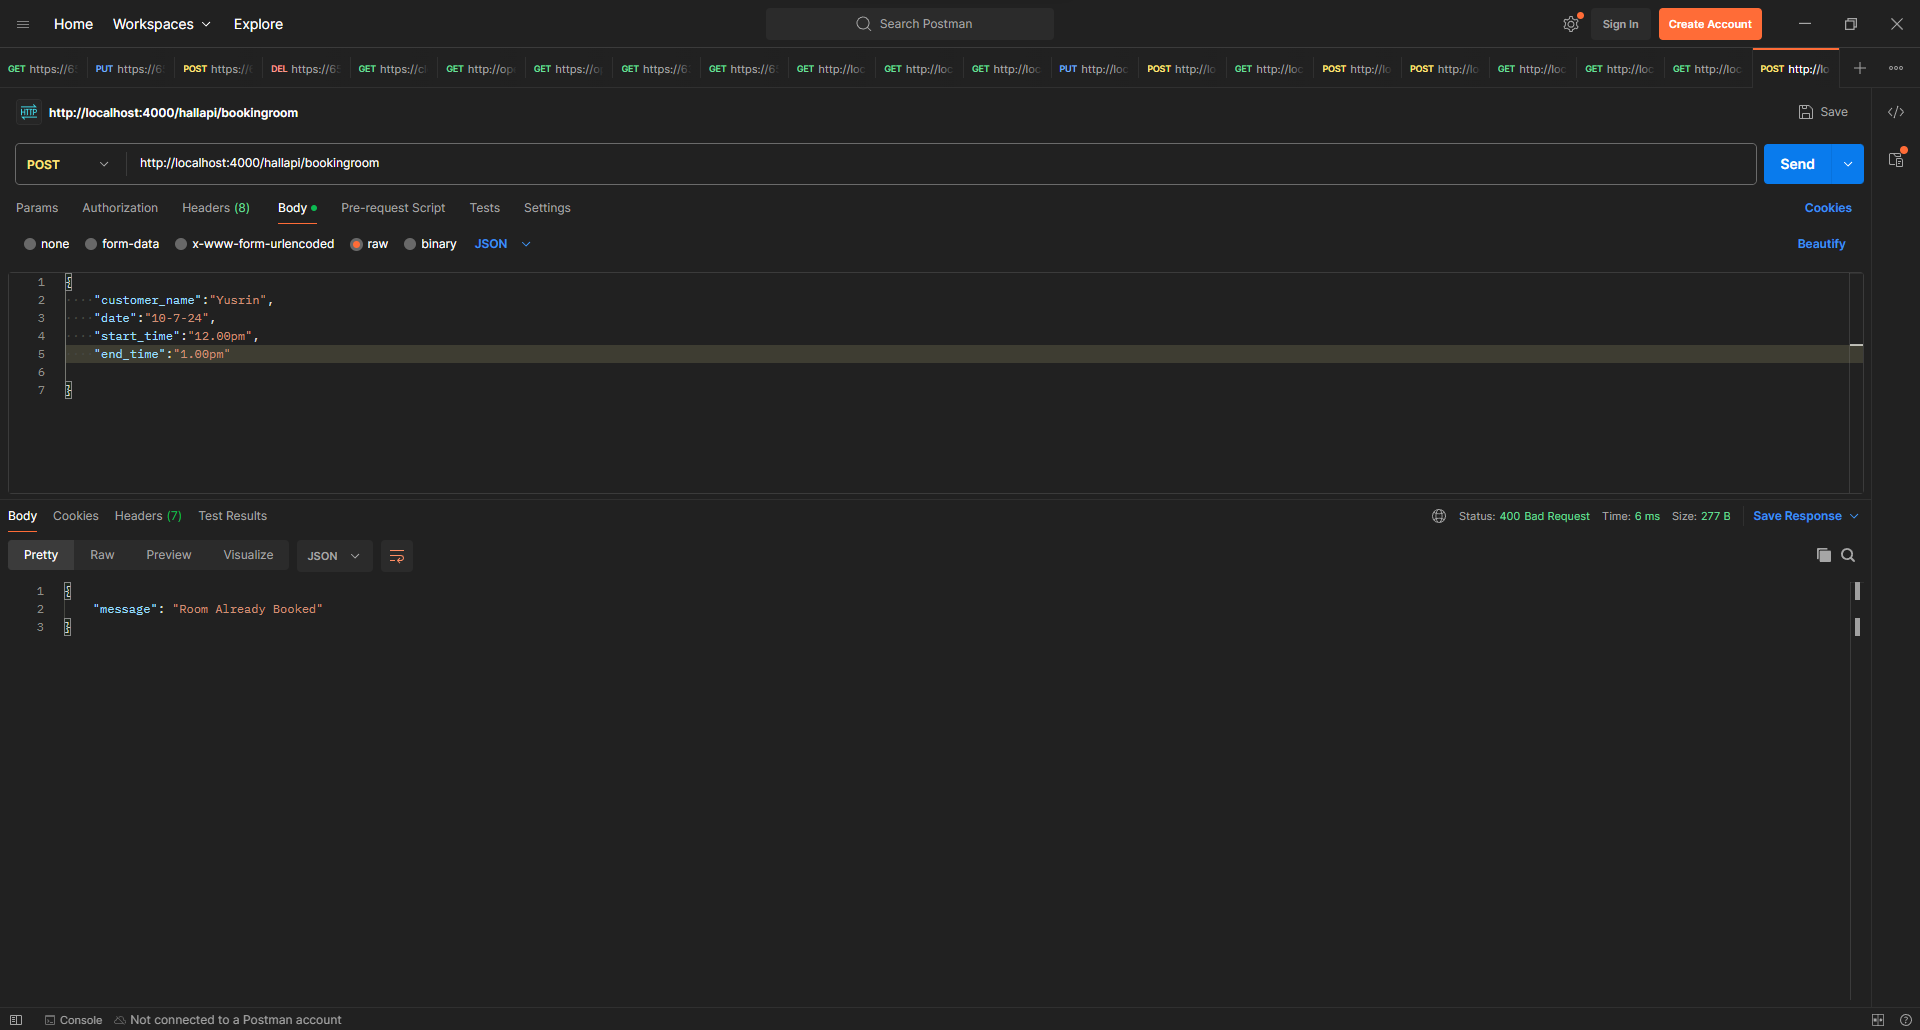 Home Workspaces Explore Search Postman Sign In Create Account
GET https://65 PUT https://6 POST https:// DEL https://65 GET https://cl GET http://ope GET https://o GET https://6 GET https://65 GET http://loc GET http://loc GET http://loc PUT http://loc POST http://lo GET http://loc POST http://lo POST http://lo GET http://loc GET http://loc GET http://loc POST http://lo
HTTP http://localhost:4000/hallapi/bookingroom Save
POST http://localhost:4000/hallapi/bookingroom Send
Params Authorization Headers (8) Body Pre-request Script Tests Settings Cookies
none form-data x-www-form-urlencoded raw binary JSON Beautify
1 {
2 "customer_name":"Yusrin",
3 "date":"10-7-24",
4 "start_time":"12.00pm",
5 "end_time":"1.00pm"
6
7 }
Body Cookies Headers (7) Test Results Status: 400 Bad Request Time: 6 ms Size: 277 B Save Response
Pretty Raw Preview Visualize JSON
1 {
2 "message": "Room Already Booked"
3 }
Console Not connected to a Postman account